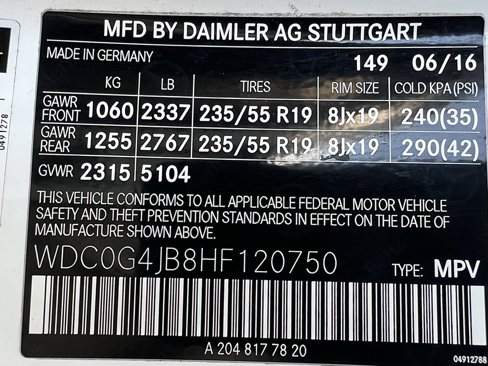 MFD BY DAIMLER AG STUTTGART
MADE IN GERMANY 149 06/16
KG LB TIRES RIM SIZE COLD KPA(PSI)
GAWR FRONT 1060 2337 235/55 R19 8Jx19 240(35)
GAWR REAR 1255 2767 235/55 R19 8Jx19 290(42)
GVWR 2315 5104
THIS VEHICLE CONFORMS TO ALL APPLICABLE FEDERAL MOTOR VEHICLE
SAFETY AND THEFT PREVENTION STANDARDS IN EFFECT ON THE DATE OF
MANUFACTURE SHOWN ABOVE.
WDC0G4JB8HF120750 TYPE: MPV
A 204 817 78 20
04912788
0491278